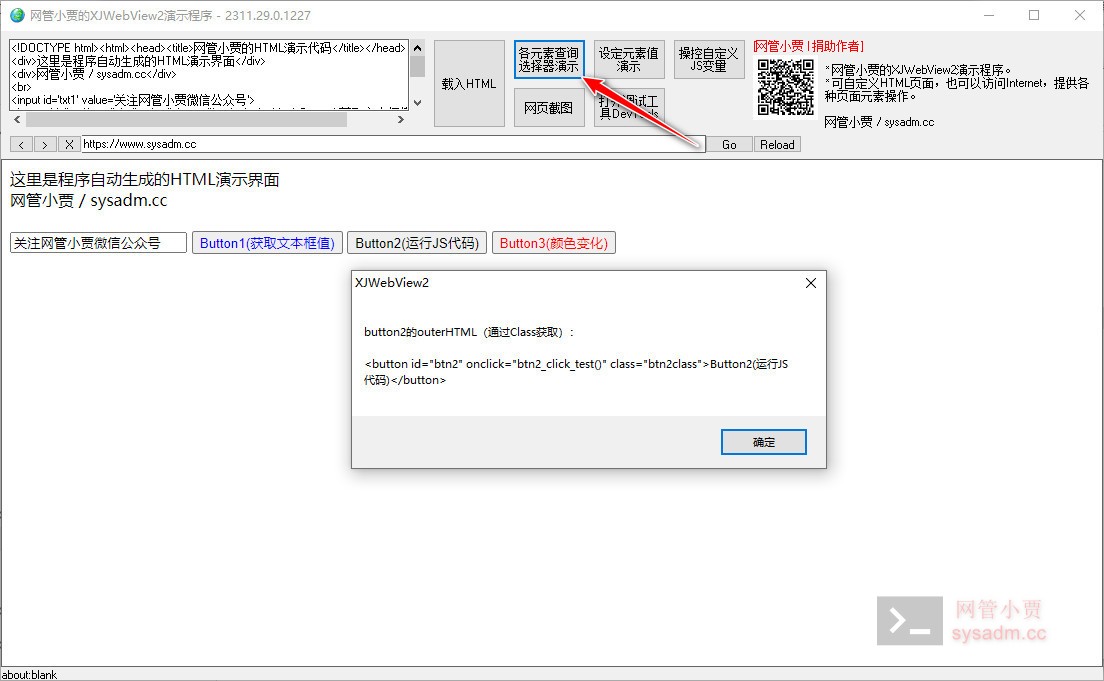 网管小贾的XJWebView2演示程序 - 2311.29.0.1227
<!DOCTYPE html><html><head><title>网管小贾的HTML演示代码</title></head>
<div>这里是程序自动生成的HTML演示界面</div>
<div>网管小贾 / sysadm.cc</div>
<br>
<input id='txt1' value='关注网管小贾微信公众号'>
载入HTML
各元素查询
选择器演示
设定元素值
演示
操控自定义
JS变量
网页截图
打开调试工
具DevTools
[网管小贾 | 捐助作者]
*网管小贾的XJWebView2演示程序。
*可自定义HTML页面，也可以访问Internet，提供各
种页面元素操作。
网管小贾 / sysadm.cc
< > X https://www.sysadm.cc Go Reload
这里是程序自动生成的HTML演示界面
网管小贾 / sysadm.cc
关注网管小贾微信公众号 Button1(获取文本框值) Button2(运行JS代码) Button3(颜色变化)
XJWebView2
button2的outerHTML（通过Class获取）:
<button id="btn2" onclick="btn2_click_test()" class="btn2class">Button2(运行JS
代码)</button>
确定
网管小贾
sysadm.cc
about:blank